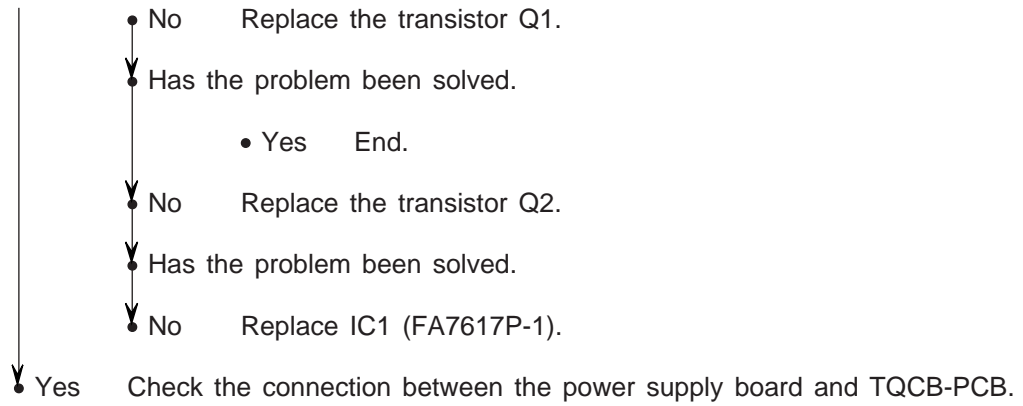 • No Replace the transistor Q1.
• Has the problem been solved.
• Yes End.
• No Replace the transistor Q2.
• Has the problem been solved.
• No Replace IC1 (FA7617P-1).
• Yes Check the connection between the power supply board and TQCB-PCB.